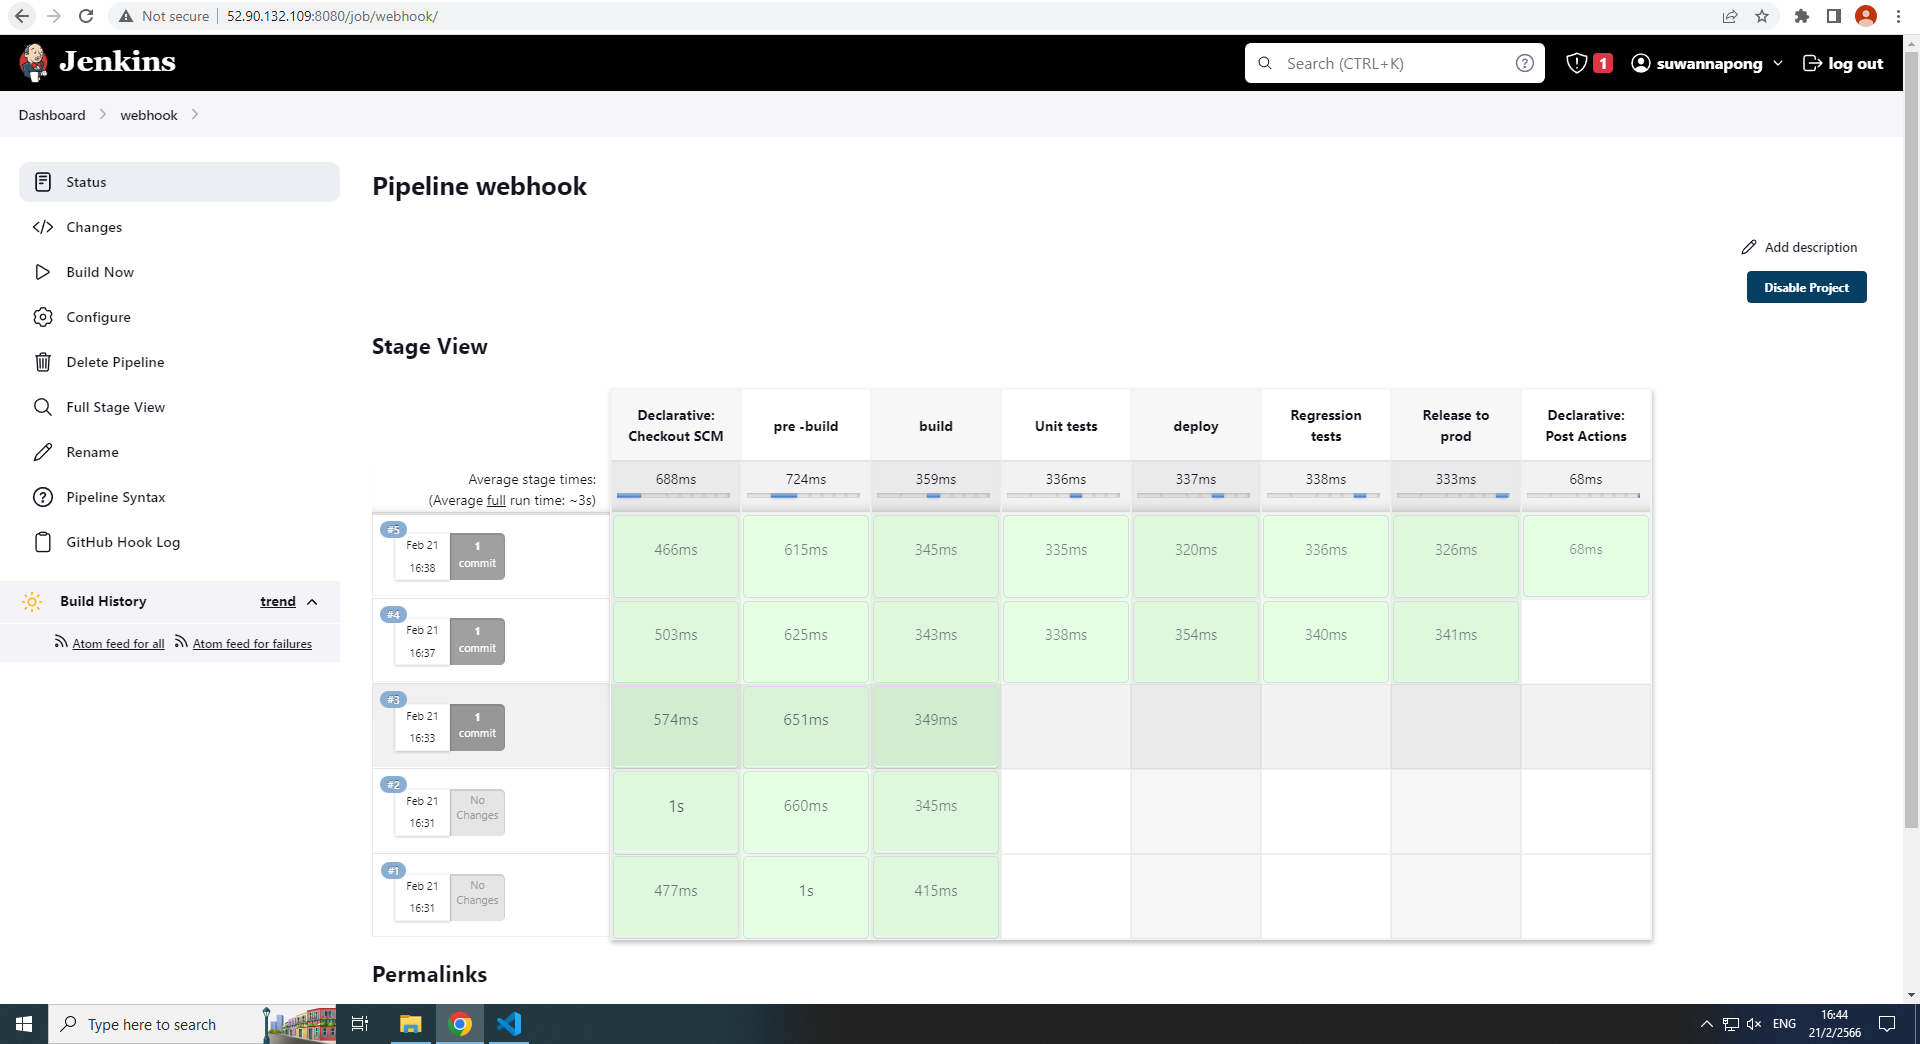 Not secure
52.90.132.109:8080/job/webhook/
Jenkins
Search (CTRL+K)
1
suwannapong
log out
Dashboard
webhook
Status
Changes
Build Now
Configure
Delete Pipeline
Full Stage View
Rename
Pipeline Syntax
GitHub Hook Log
Build History
trend
Atom feed for all
Atom feed for failures
Pipeline webhook
Add description
Disable Project
Stage View
Declarative: Checkout SCM
pre -build
build
Unit tests
deploy
Regression tests
Release to prod
Declarative: Post Actions
Average stage times:
(Average full run time: ~3s)
688ms
724ms
359ms
336ms
337ms
338ms
333ms
68ms
#5
Feb 21
16:38
1
commit
466ms
615ms
345ms
335ms
320ms
336ms
326ms
68ms
#4
Feb 21
16:37
1
commit
503ms
625ms
343ms
338ms
354ms
340ms
341ms
#3
Feb 21
16:33
1
commit
574ms
651ms
349ms
#2
Feb 21
16:31
No
Changes
1s
660ms
345ms
#1
Feb 21
16:31
No
Changes
477ms
1s
415ms
Permalinks
Type here to search
ENG
16:44
21/2/2566